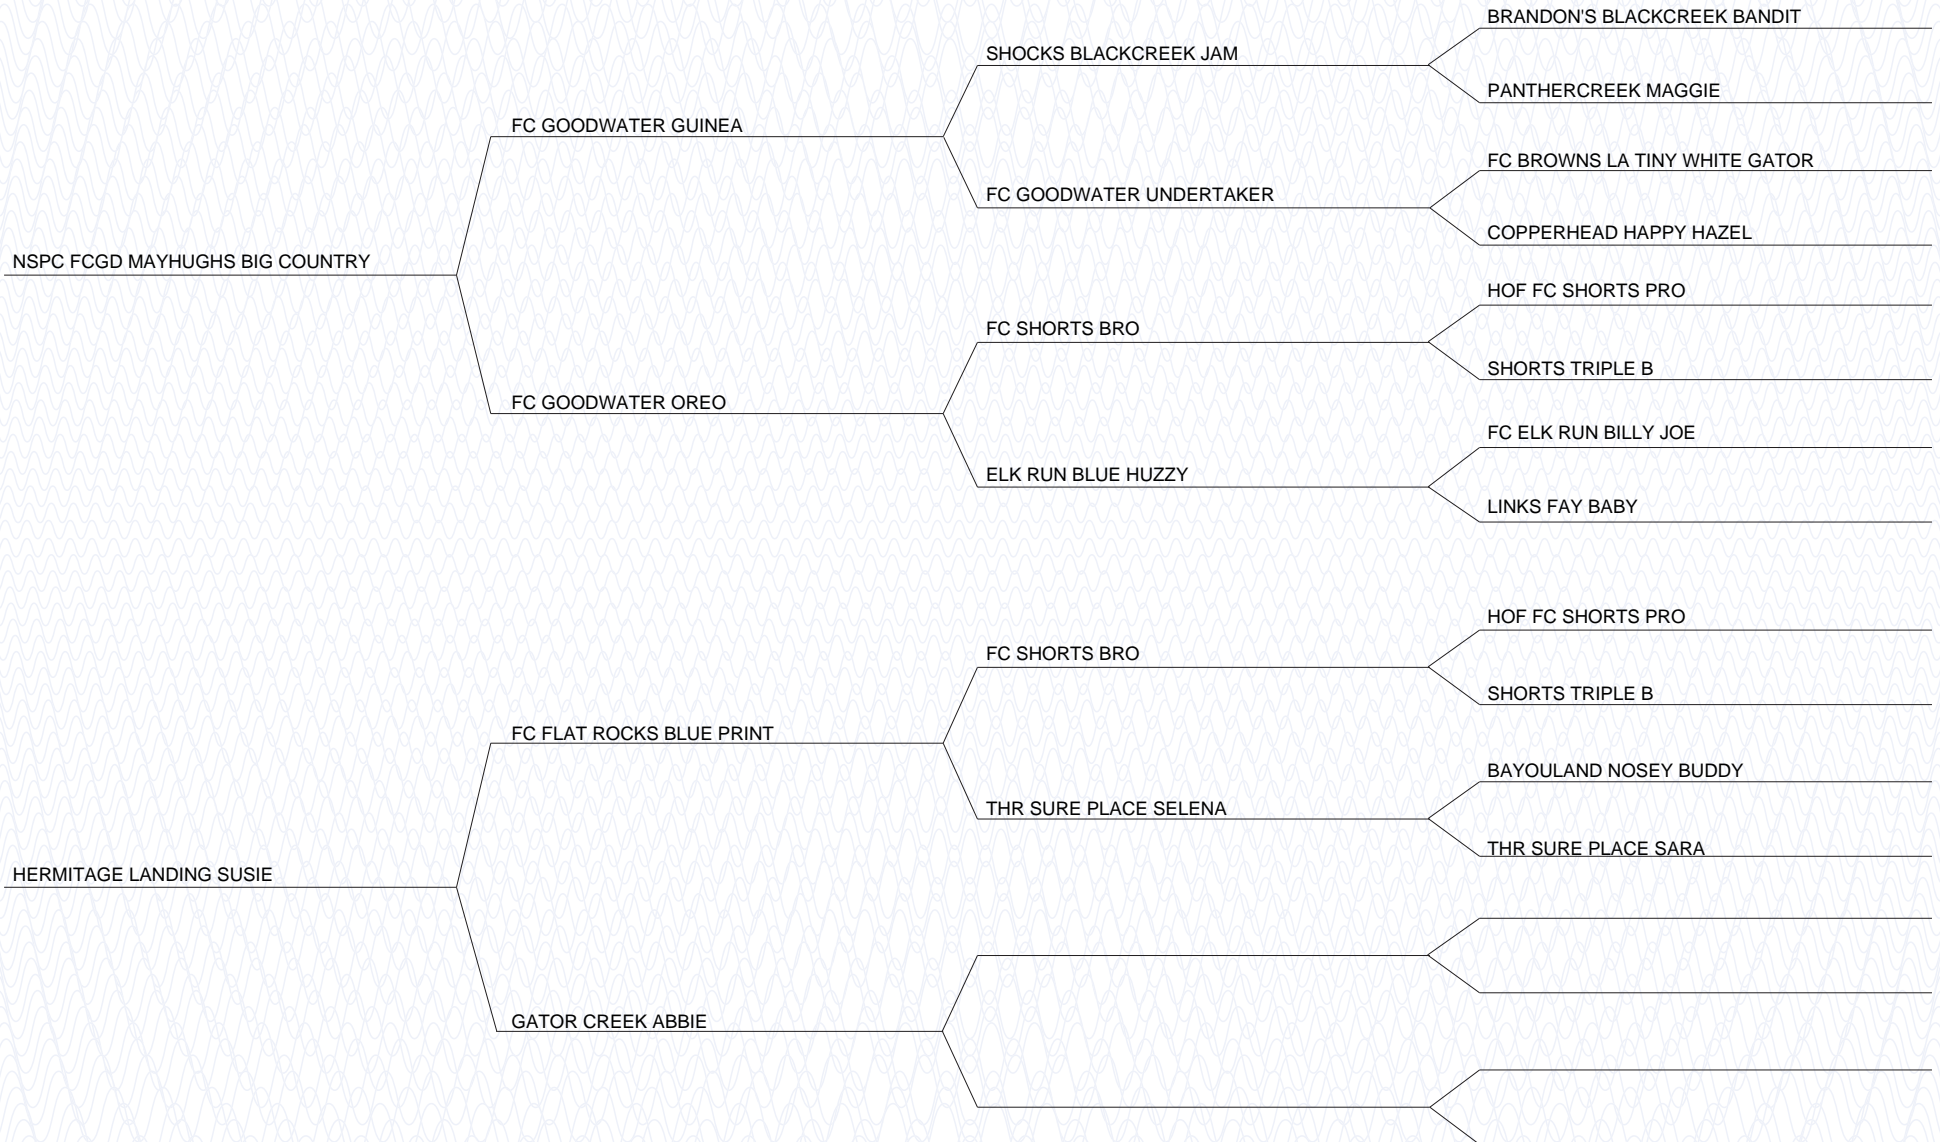 BRANDON'S BLACKCREEK BANDIT
SHOCKS BLACKCREEK JAM
PANTHERCREEK MAGGIE
FC GOODWATER GUINEA
FC BROWNS LA TINY WHITE GATOR
FC GOODWATER UNDERTAKER
COPPERHEAD HAPPY HAZEL
NSPC FCGD MAYHUGHS BIG COUNTRY
HOF FC SHORTS PRO
FC SHORTS BRO
SHORTS TRIPLE B
FC GOODWATER OREO
FC ELK RUN BILLY JOE
ELK RUN BLUE HUZZY
LINKS FAY BABY
HOF FC SHORTS PRO
FC SHORTS BRO
SHORTS TRIPLE B
FC FLAT ROCKS BLUE PRINT
BAYOULAND NOSEY BUDDY
THR SURE PLACE SELENA
THR SURE PLACE SARA
HERMITAGE LANDING SUSIE
GATOR CREEK ABBIE